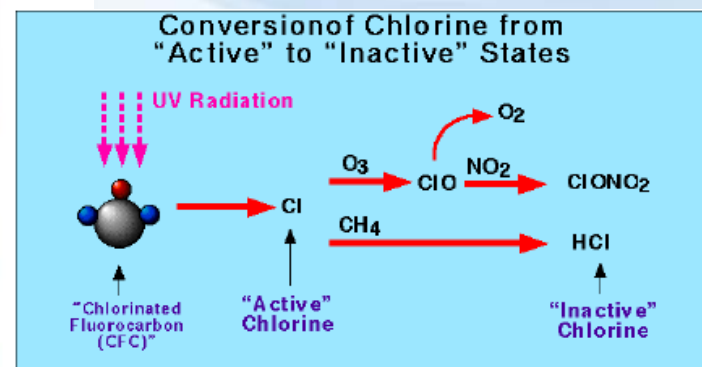 Conversionof Chlorine from
“Active” to “Inactive” States
UV Radiation
O2
O3
ClO
NO2
ClONO2
Cl
CH4
HCl
“Chlorinated
Fluorocarbon
(CFC)”
“Active”
Chlorine
“Inactive”
Chlorine